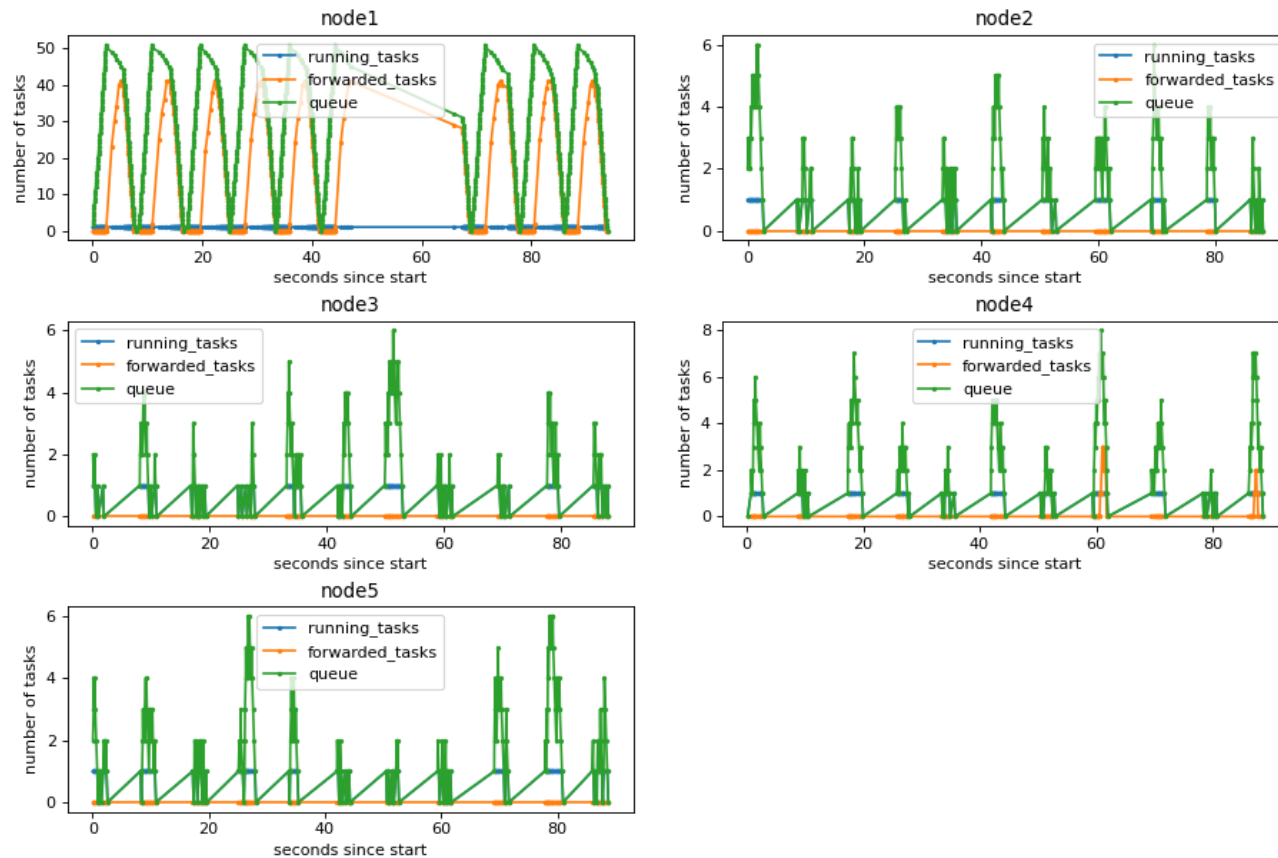 node1
number of tasks
50
40
30
20
10
0
running_tasks
forwarded_tasks
queue
0 20 40 60 80
seconds since start
node2
number of tasks
6
4
2
0
running_tasks
forwarded_tasks
queue
0 20 40 60 80
seconds since start
node3
number of tasks
6
4
2
0
running_tasks
forwarded_tasks
queue
0 20 40 60 80
seconds since start
node4
number of tasks
8
6
4
2
0
running_tasks
forwarded_tasks
queue
0 20 40 60 80
seconds since start
node5
number of tasks
6
4
2
0
running_tasks
forwarded_tasks
queue
0 20 40 60 80
seconds since start